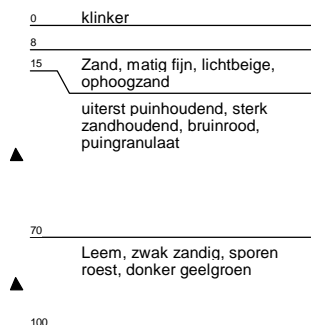 0 klinker
8
15 Zand, matig fijn, lichtbeige,
ophoogzand
uiterst puinhoudend, sterk
zandhoudend, bruinrood,
puingranulaat
70
Leem, zwak zandig, sporen
roest, donker geelgroen
100